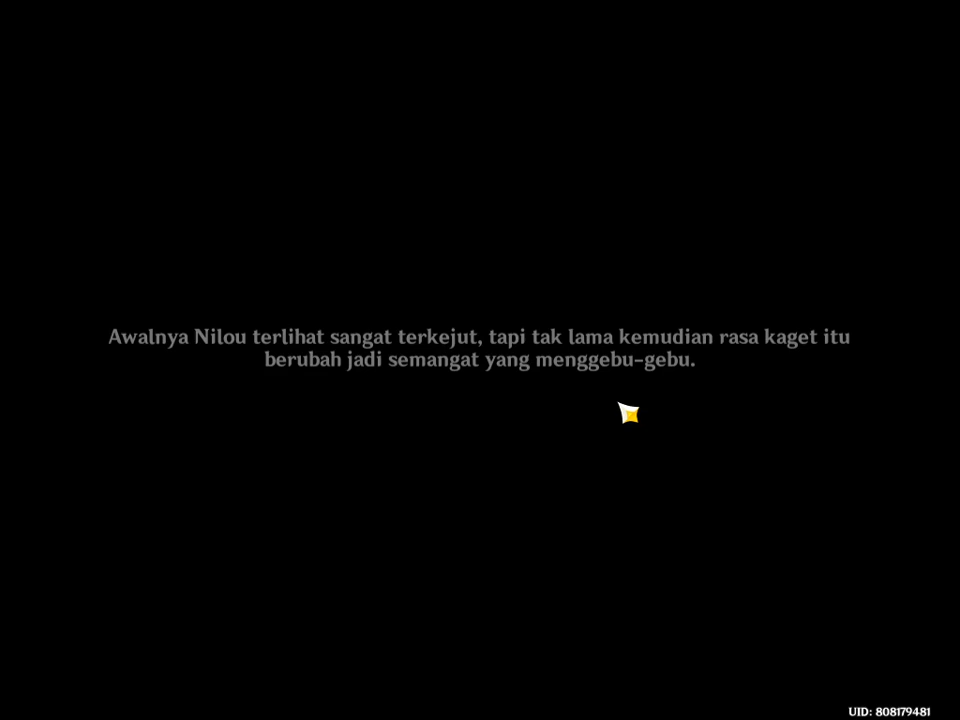 Awalnya Nilou terlihat sangat terkejut, tapi tak lama kemudian rasa kaget itu
berubah jadi semangat yang menggebu-gebu.
UID: 808179481